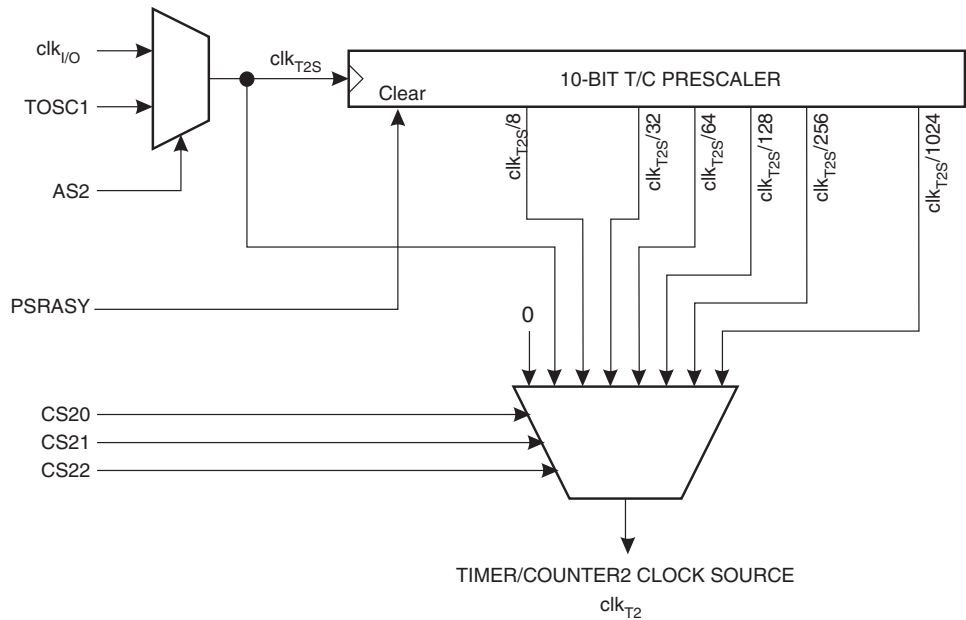 clkI/O
TOSC1
AS2
PSRASY
clkT2S
10-BIT T/C PRESCALER
Clear
clkT2S/8
clkT2S/32
clkT2S/64
clkT2S/128
clkT2S/256
clkT2S/1024
0
CS20
CS21
CS22
TIMER/COUNTER2 CLOCK SOURCE
clkT2